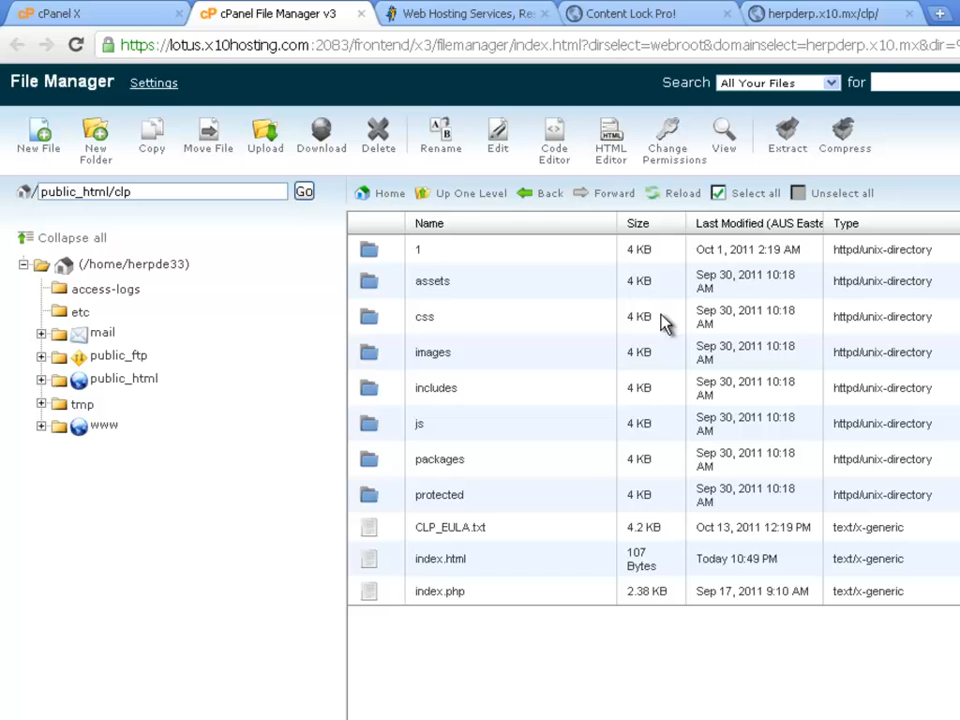 cPanel X
cPanel File Manager v3
Web Hosting Services, Re
Content Lock Pro!
herpderp.x10.mx/clp/
https://lotus.x10hosting.com:2083/frontend/x3/filemanager/index.html?dirselect=webroot&domainselect=herpderp.x10.mx&dir=
File Manager Settings
Search All Your Files for
New File
New Folder
Copy
Move File
Upload
Download
Delete
Rename
Edit
Code Editor
HTML Editor
Change Permissions
View
Extract
Compress
/ public_html/clp Go
Home Up One Level Back Forward Reload Select all Unselect all
Collapse all
(/home/herpde33)
access-logs
etc
mail
public_ftp
public_html
tmp
www
Name Size Last Modified (AUS Easte Type
1 4 KB Oct 1, 2011 2:19 AM httpd/unix-directory
assets 4 KB Sep 30, 2011 10:18 AM httpd/unix-directory
css 4 KB Sep 30, 2011 10:18 AM httpd/unix-directory
images 4 KB Sep 30, 2011 10:18 AM httpd/unix-directory
includes 4 KB Sep 30, 2011 10:18 AM httpd/unix-directory
js 4 KB Sep 30, 2011 10:18 AM httpd/unix-directory
packages 4 KB Sep 30, 2011 10:18 AM httpd/unix-directory
protected 4 KB Sep 30, 2011 10:18 AM httpd/unix-directory
CLP_EULA.txt 4.2 KB Oct 13, 2011 12:19 PM text/x-generic
index.html 107 Bytes Today 10:49 PM text/x-generic
index.php 2.38 KB Sep 17, 2011 9:10 AM text/x-generic